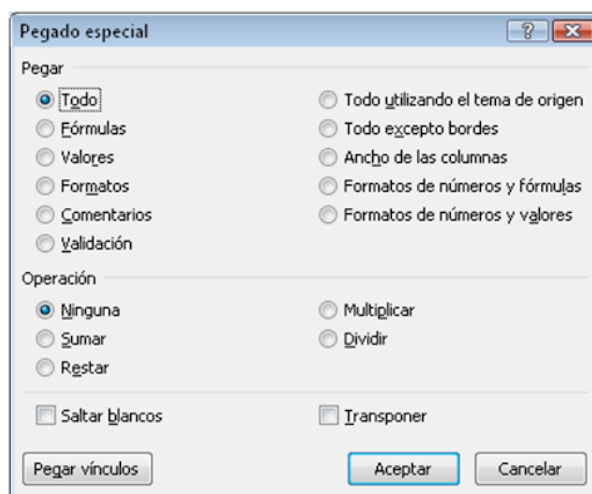 Pegado especial
Pegar
Todo
Todo utilizando el tema de origen
Fórmulas
Todo excepto bordes
Valores
Ancho de las columnas
Formatos
Formatos de números y fórmulas
Comentarios
Formatos de números y valores
Validación
Operación
Ninguna
Multiplicar
Sumar
Dividir
Restar
Saltar blancos
Transponer
Pegar vínculos
Aceptar
Cancelar